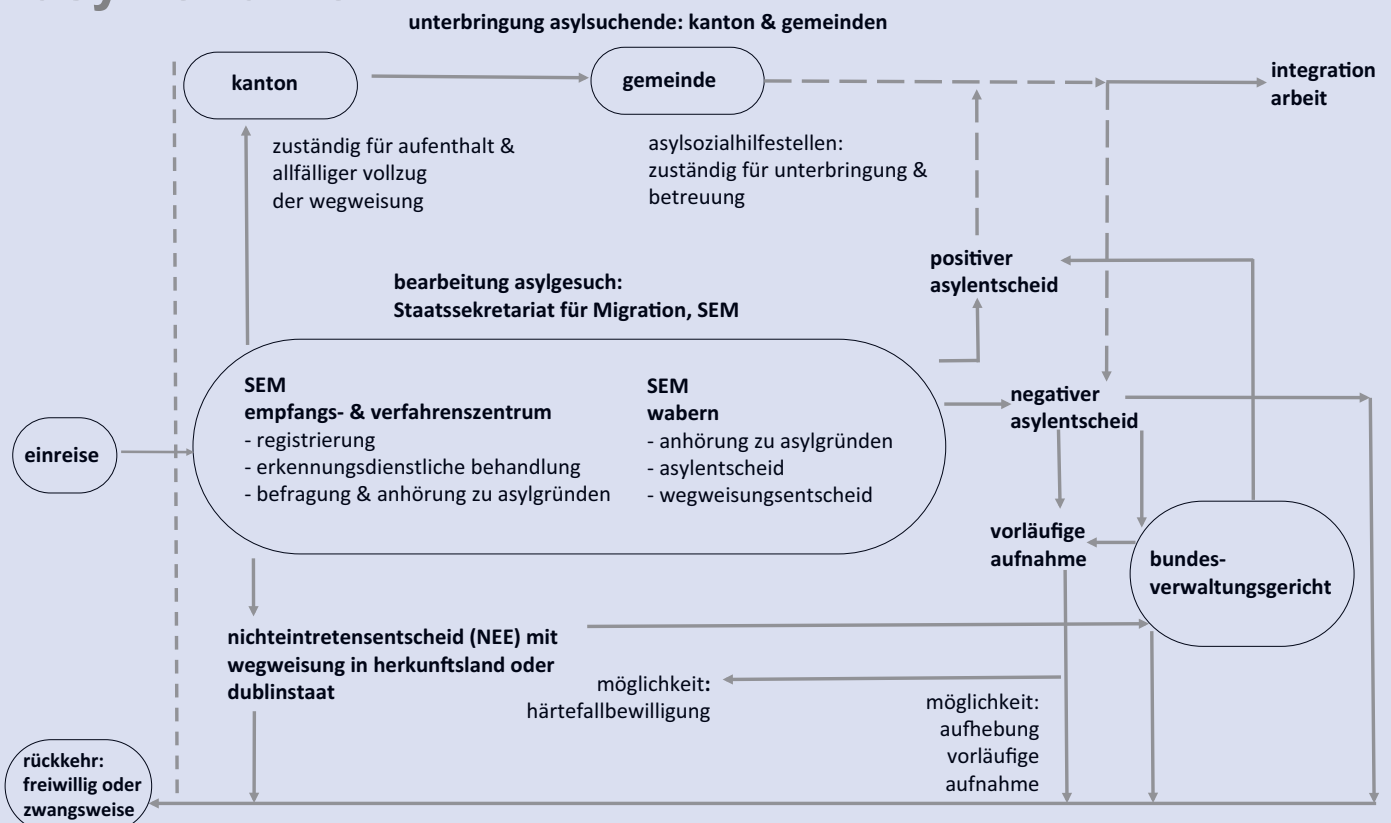 unterbringung asylsuchende: kanton & gemeinden
kanton
gemeinde
integration
arbeit
zuständig für aufenthalt &
allfälliger vollzug
der wegweisung
asylsozialhilfestellen:
zuständig für unterbringung &
betreuung
positiver
asylentscheid
bearbeitung asylgesuch:
Staatssekretariat für Migration, SEM
einreise
SEM
empfangs- & verfahrenszentrum
- registrierung
- erkennungsdienstliche behandlung
- befragung & anhörung zu asylgründen
SEM
wabern
- anhörung zu asylgründen
- asylentscheid
- wegweisungsentscheid
negativer
asylentscheid
vorläufige
aufnahme
bundes-
verwaltungsgericht
nichteintretensentscheid (NEE) mit
wegweisung in herkunftsland oder
dublinstaat
möglichkeit:
härtefallbewilligung
möglichkeit:
aufhebung
vorläufige
aufnahme
rückkehr:
freiwillig oder
zwangsweise